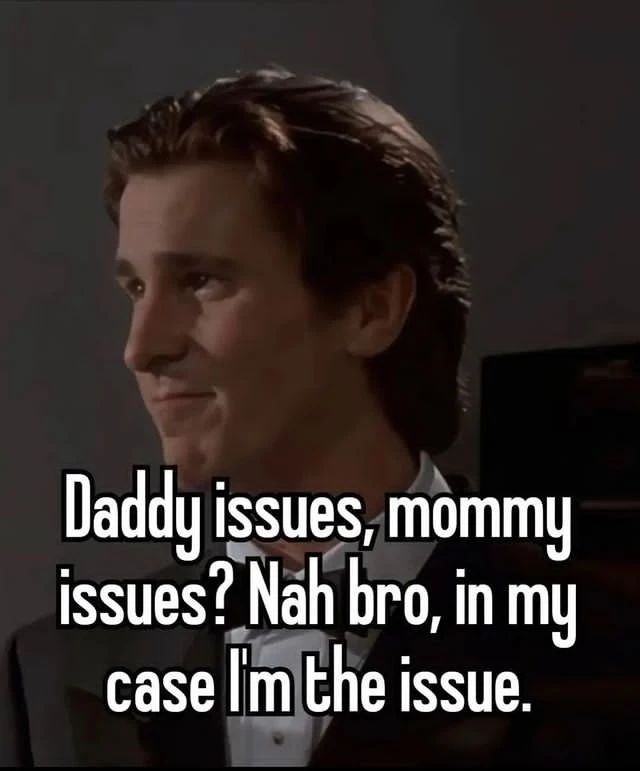 Daddy issues, mommy
issues? Nah bro, in my
case I'm the issue.